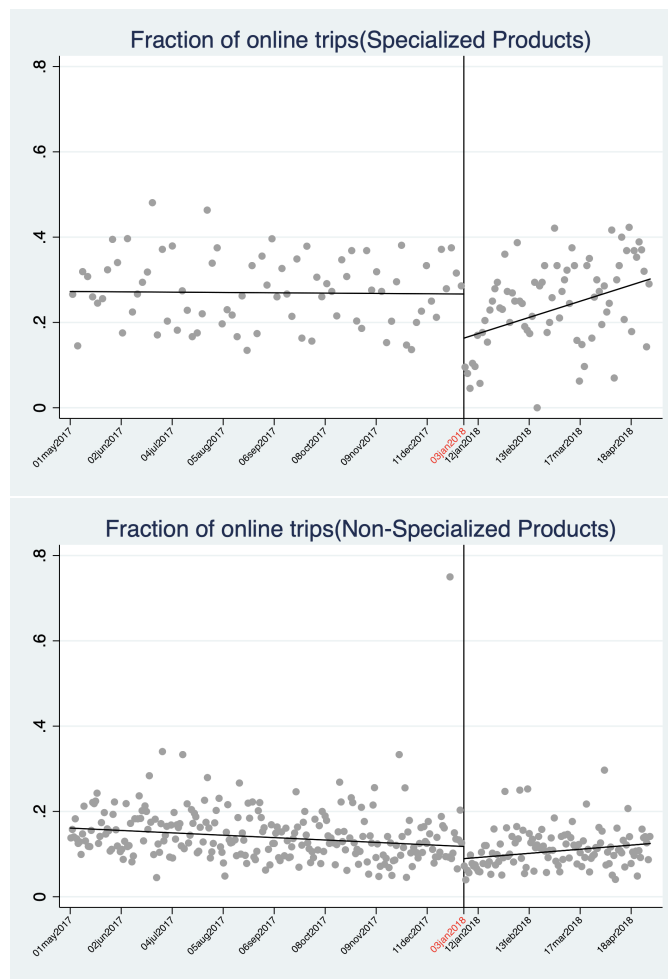 Fraction of online trips(Specialized Products)
.8
.6
.4
.2
0
01may2017
02jun2017
04jul2017
05aug2017
06sep2017
08oct2017
09nov2017
11dec2017
03jan2018
12jan2018
13feb2018
17mar2018
18apr2018
Fraction of online trips(Non-Specialized Products)
.8
.6
.4
.2
0
01may2017
02jun2017
04jul2017
05aug2017
06sep2017
08oct2017
09nov2017
11dec2017
03jan2018
12jan2018
13feb2018
17mar2018
18apr2018